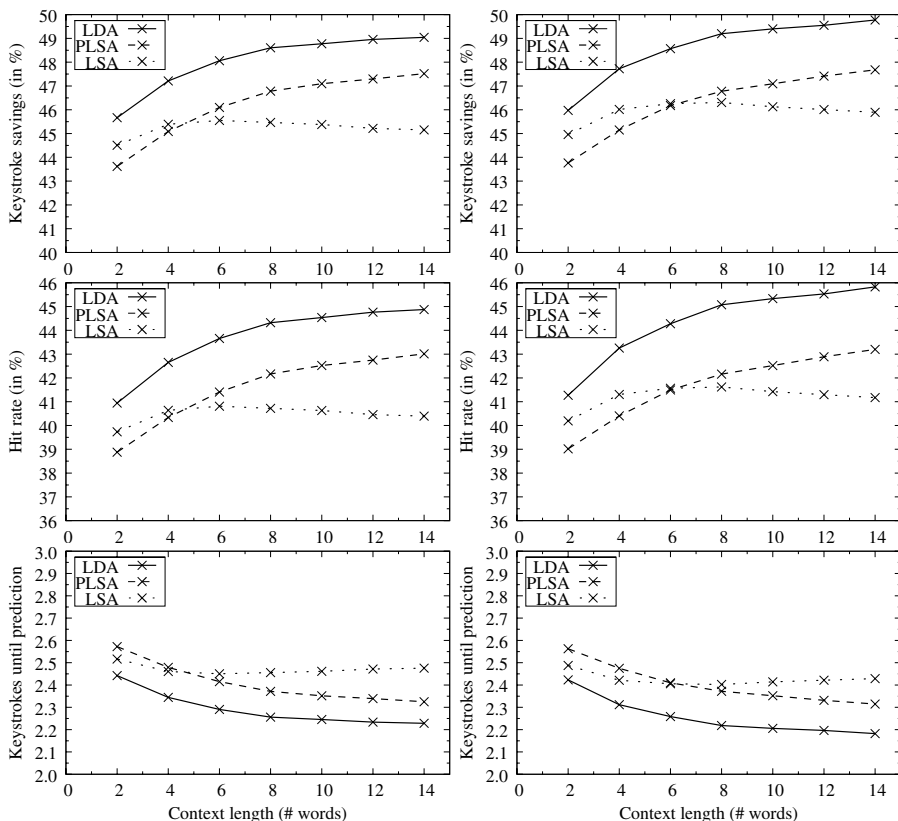 Keystroke savings (in %)
50
49
48
47
46
45
44
43
42
41
40
LDA
PLSA
LSA
0 2 4 6 8 10 12 14
Keystroke savings (in %)
50
49
48
47
46
45
44
43
42
41
40
LDA
PLSA
LSA
0 2 4 6 8 10 12 14
Hit rate (in %)
46
45
44
43
42
41
40
39
38
37
36
LDA
PLSA
LSA
0 2 4 6 8 10 12 14
Hit rate (in %)
46
45
44
43
42
41
40
39
38
37
36
LDA
PLSA
LSA
0 2 4 6 8 10 12 14
Keystrokes until prediction
3.0
2.9
2.8
2.7
2.6
2.5
2.4
2.3
2.2
2.1
2.0
LDA
PLSA
LSA
0 2 4 6 8 10 12 14
Context length (# words)
Keystrokes until prediction
3.0
2.9
2.8
2.7
2.6
2.5
2.4
2.3
2.2
2.1
2.0
LDA
PLSA
LSA
0 2 4 6 8 10 12 14
Context length (# words)